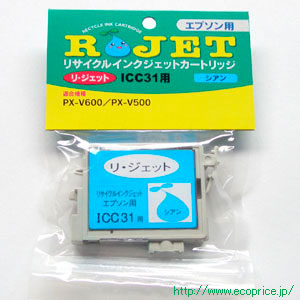 RECYCLE INK CARTRIDGE
エプソン用
R・JET
リサイクルインクジェットカートリッジ
リ・ジェット
ICC31用
シアン
適合機種
PX-V600／PX-V500
リ・ジェット
リサイクルインクジェット
エプソン用
ICC31用
シアン
http://www.ecoprice.jp/